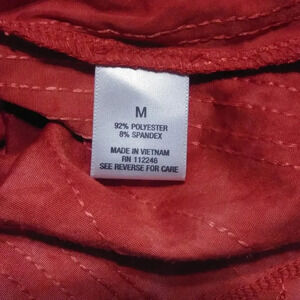 M
92% POLYESTER
8% SPANDEX
MADE IN VIETNAM
RN 112246
SEE REVERSE FOR CARE